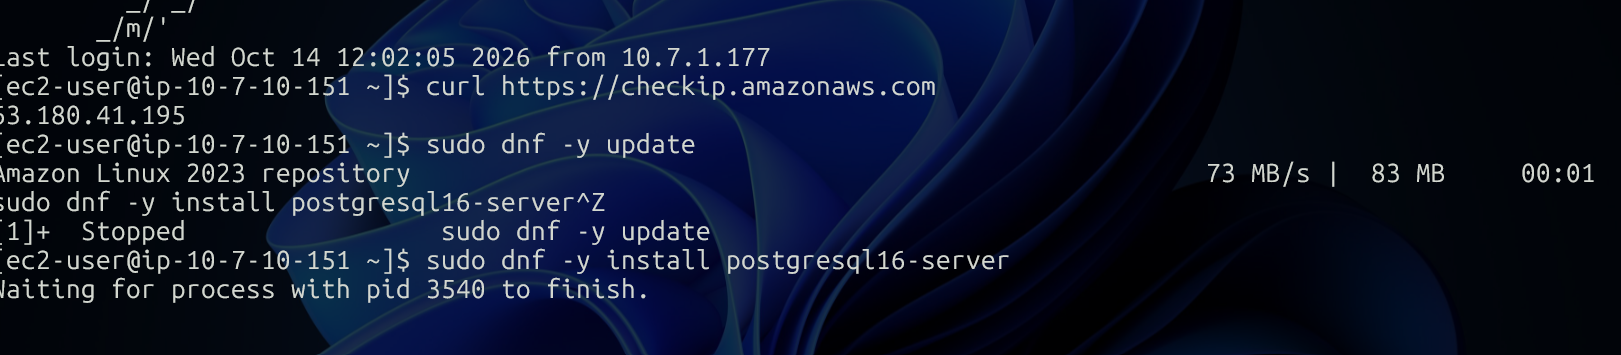 _/ _/
_/m/'
Last login: Wed Oct 14 12:02:05 2026 from 10.7.1.177
[ec2-user@ip-10-7-10-151 ~]$ curl https://checkip.amazonaws.com
63.180.41.195
[ec2-user@ip-10-7-10-151 ~]$ sudo dnf -y update
Amazon Linux 2023 repository 73 MB/s | 83 MB 00:01
sudo dnf -y install postgresql16-server^Z
[1]+ Stopped sudo dnf -y update
[ec2-user@ip-10-7-10-151 ~]$ sudo dnf -y install postgresql16-server
Waiting for process with pid 3540 to finish.